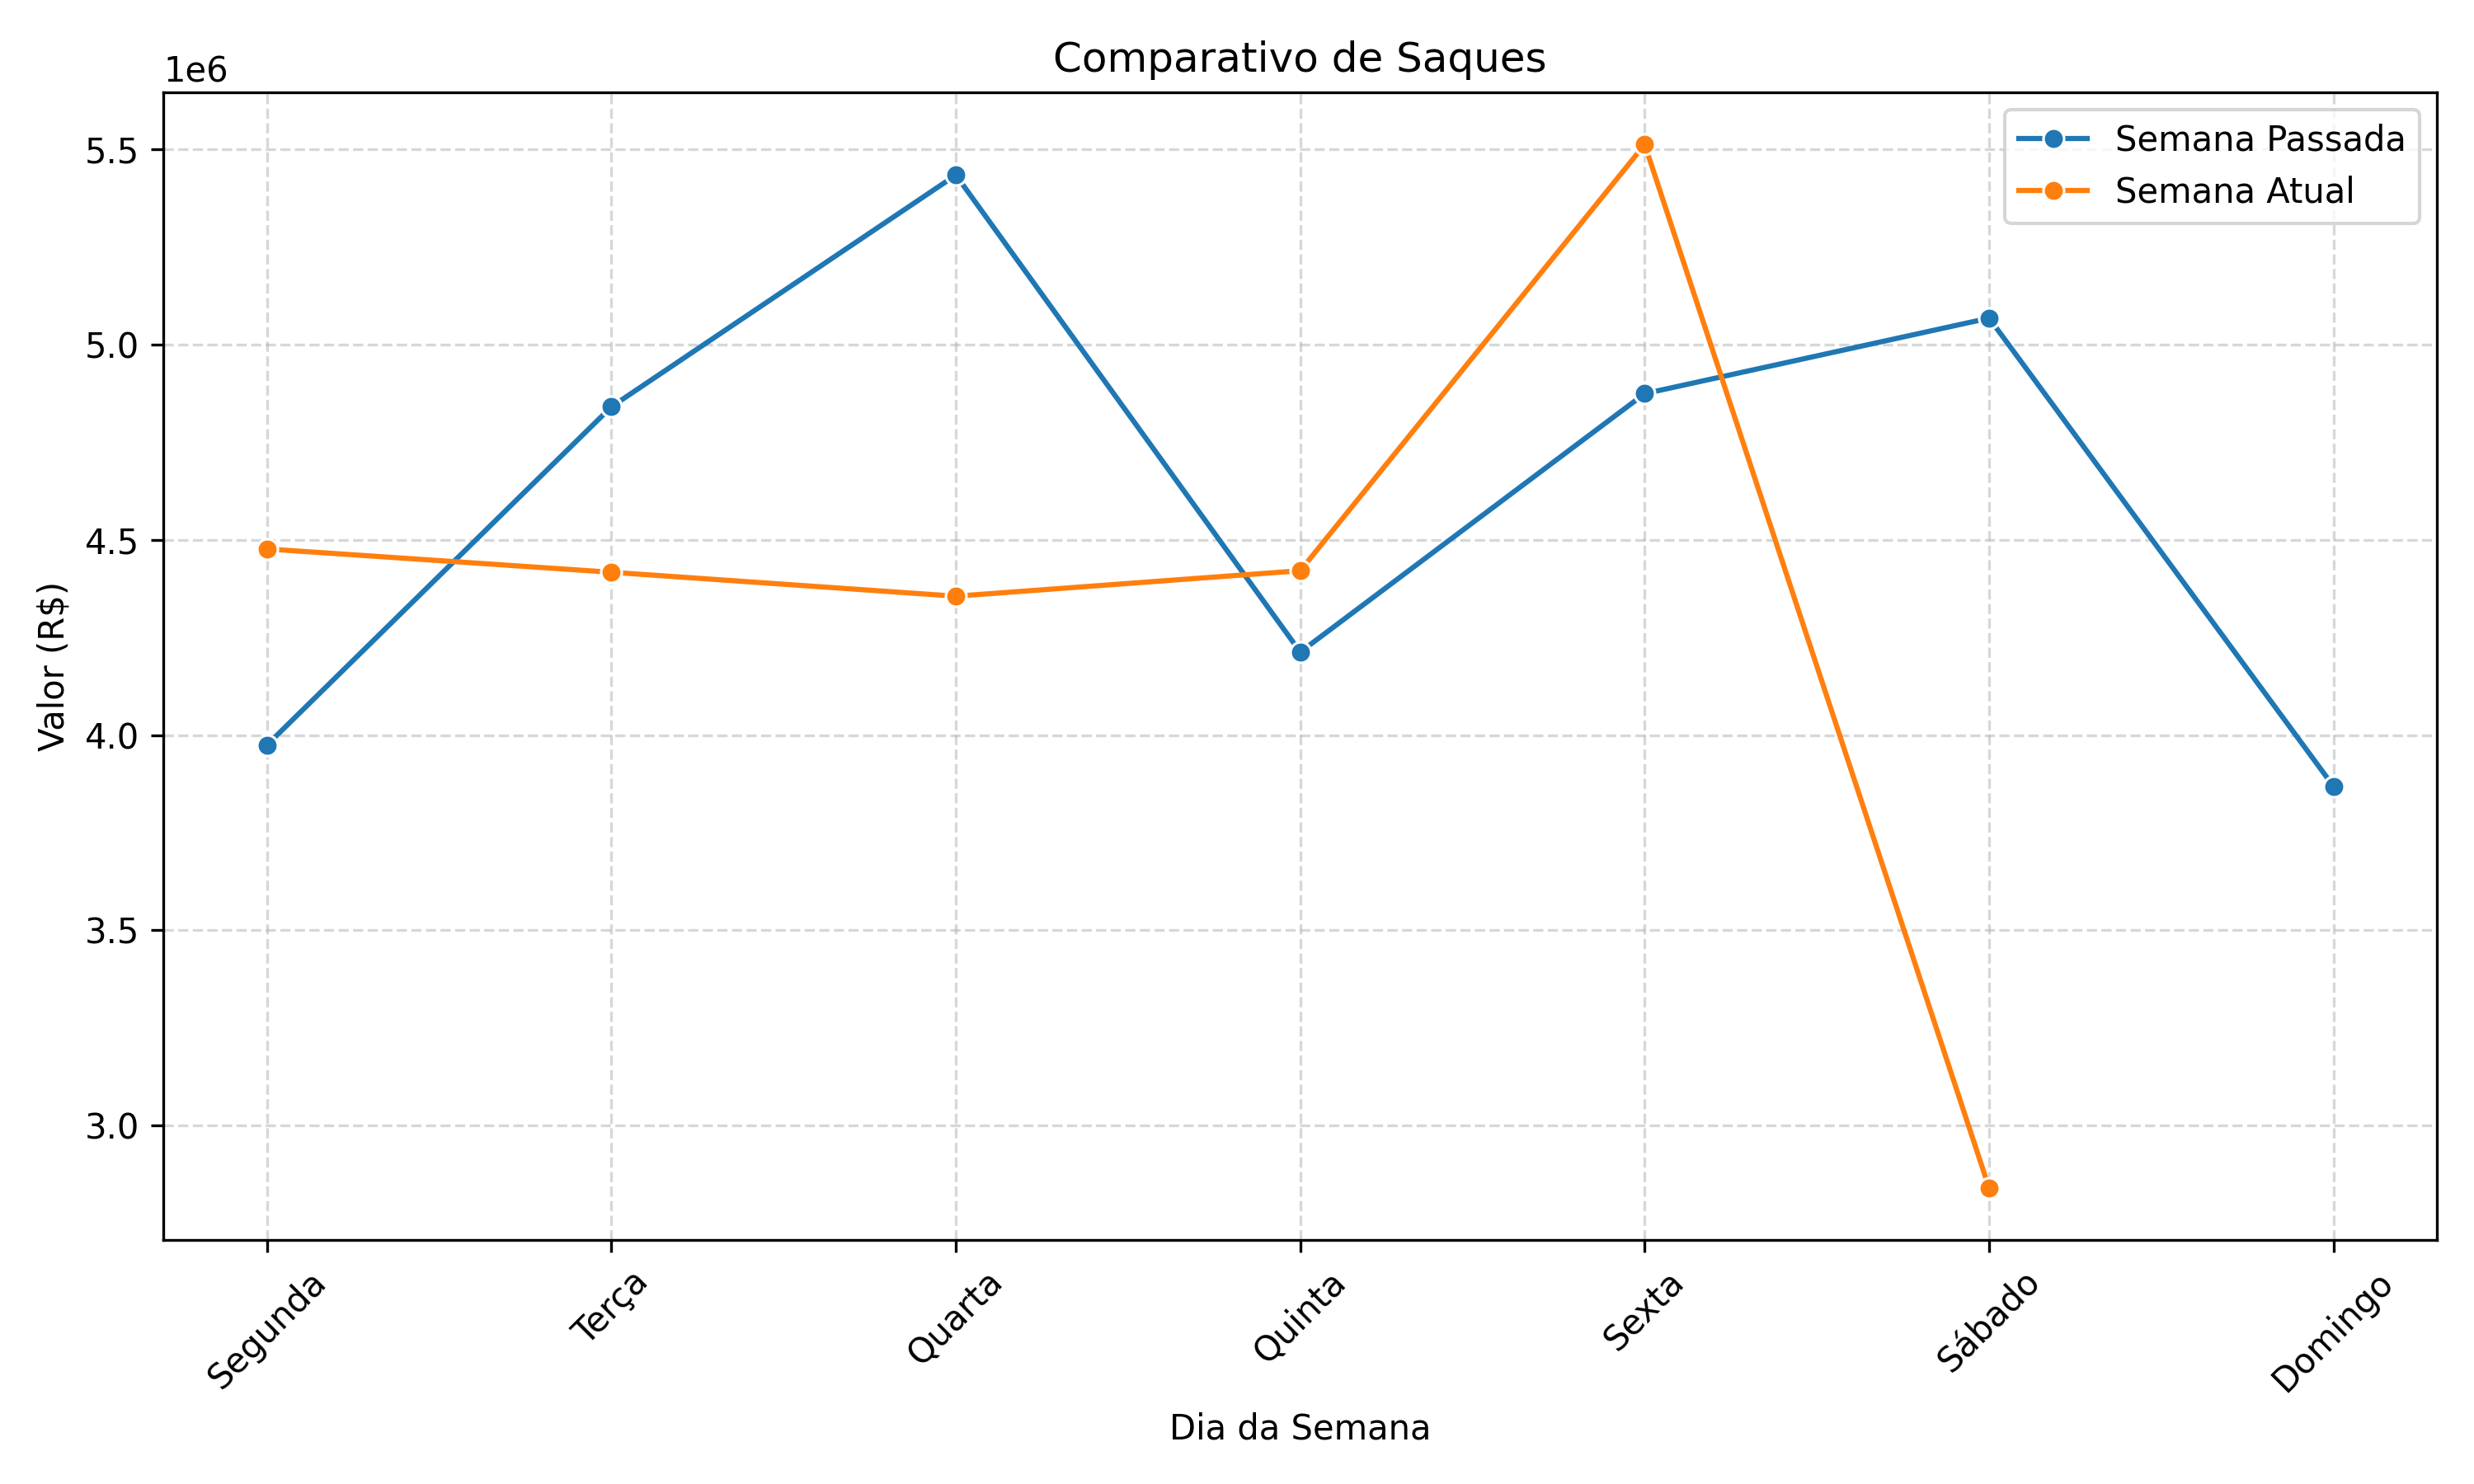 Comparativo de Saques
1e6
5.5
5.0
4.5
4.0
3.5
3.0
Valor (R$)
Semana Passada
Semana Atual
Segunda
Terça
Quarta
Quinta
Sexta
Sábado
Domingo
Dia da Semana